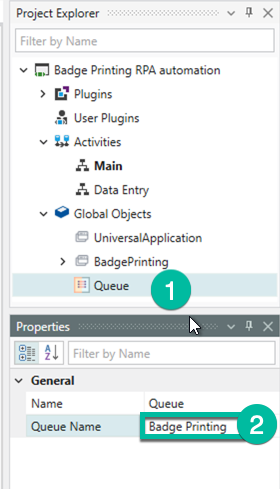 Project Explorer
Filter by Name
Badge Printing RPA automation
Plugins
User Plugins
Activities
Main
Data Entry
Global Objects
UniversalApplication
BadgePrinting
Queue 1
Properties
A Z Filter by Name
General
Name Queue
Queue Name Badge Printing 2